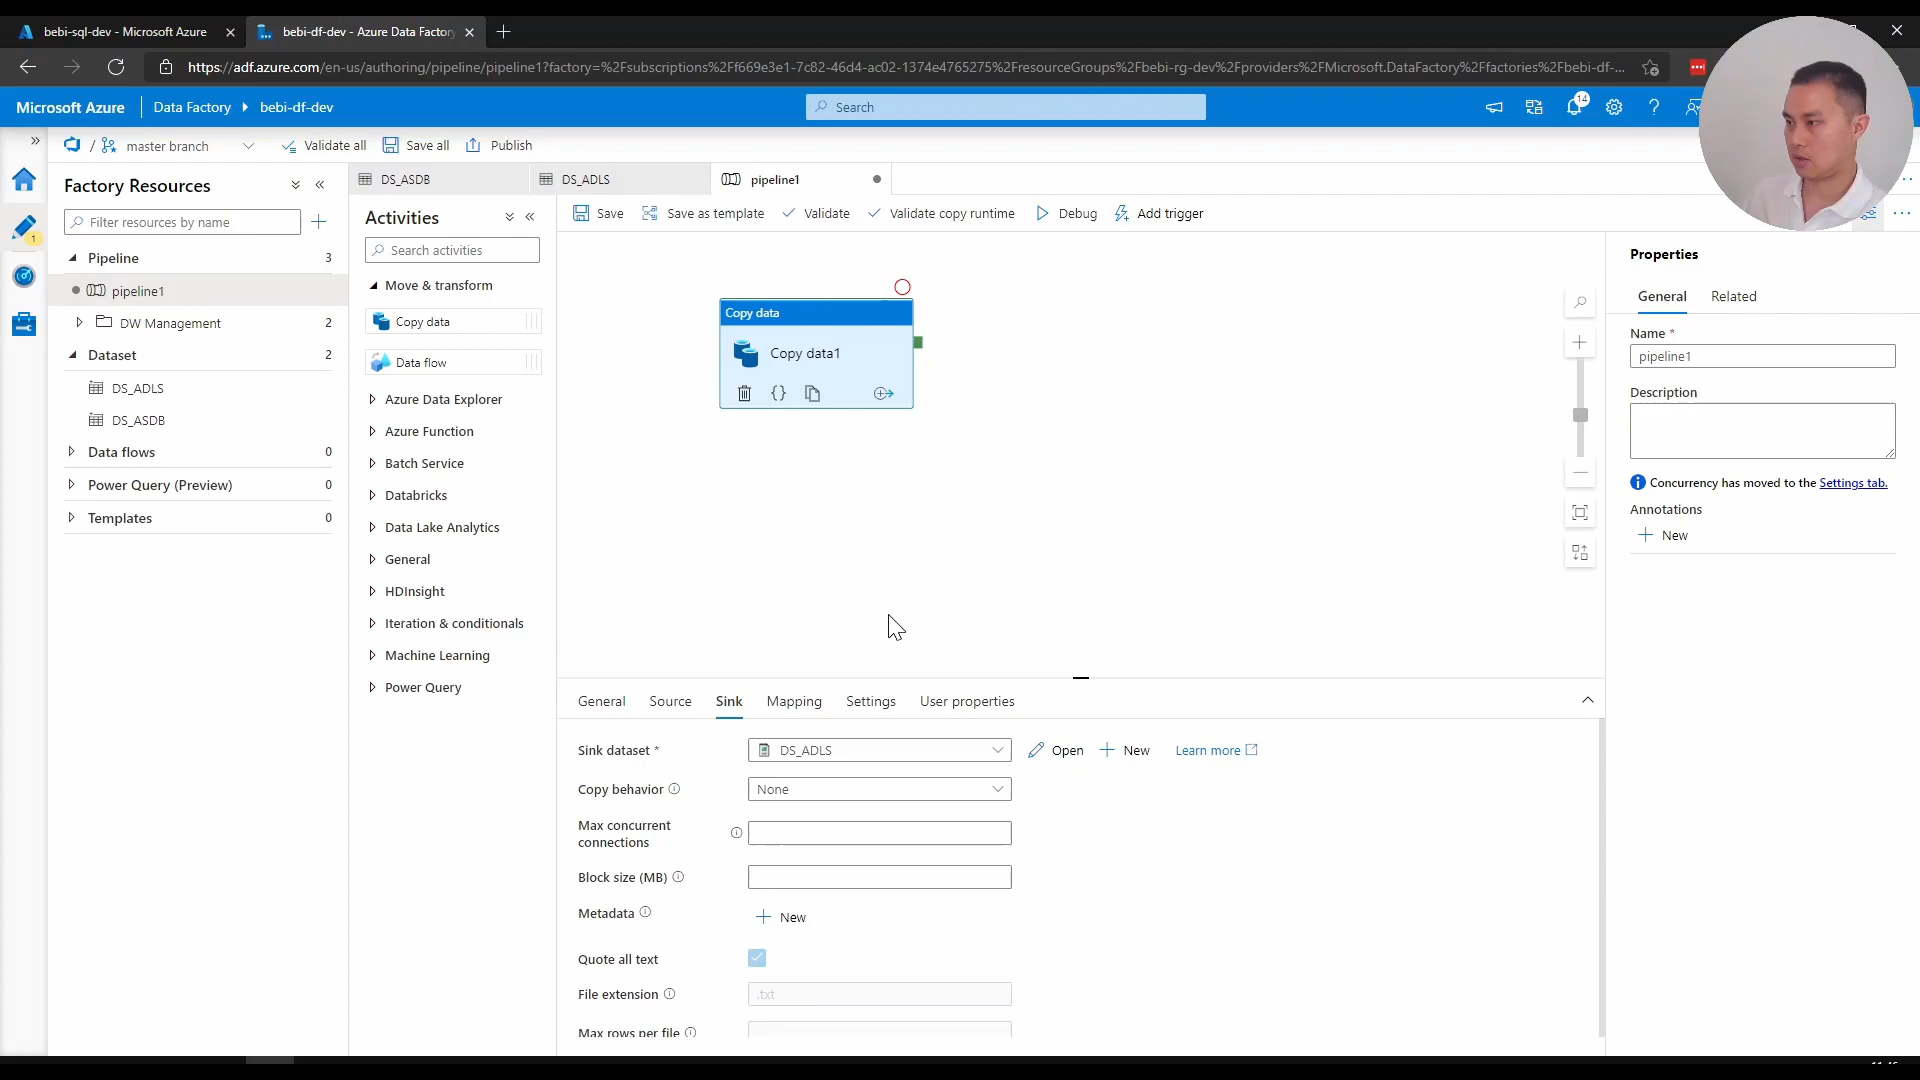 bebi-sql-dev - Microsoft Azure
bebi-df-dev - Azure Data Factory
https://adf.azure.com/en-us/authoring/pipeline/pipeline1?factory=%2Fsubscriptions%2Ff669e3e1-7c82-46d4-ac02-1374e4765275%2FresourceGroups%2Fbebi-rg-dev%2Fproviders%2FMicrosoft.DataFactory%2Ffactories%2Fbebi-df-...
Microsoft Azure
Data Factory
bebi-df-dev
Search
14
/ master branch
Validate all
Save all
Publish
1
Factory Resources
Filter resources by name
Pipeline 3
pipeline1
DW Management 2
Dataset 2
DS_ADLS
DS_ASDB
Data flows 0
Power Query (Preview) 0
Templates 0
DS_ASDB
DS_ADLS
pipeline1
Activities
Search activities
Move & transform
Copy data
Data flow
Azure Data Explorer
Azure Function
Batch Service
Databricks
Data Lake Analytics
General
HDInsight
Iteration & conditionals
Machine Learning
Power Query
Save
Save as template
Validate
Validate copy runtime
Debug
Add trigger
Copy data
Copy data1
{}
General
Source
Sink
Mapping
Settings
User properties
Sink dataset *
DS_ADLS
Open
New
Learn more
Copy behavior
None
Max concurrent
connections
Block size (MB)
Metadata
New
Quote all text
File extension
.txt
Max rows per file
Properties
General
Related
Name *
pipeline1
Description
Concurrency has moved to the Settings tab.
Annotations
New